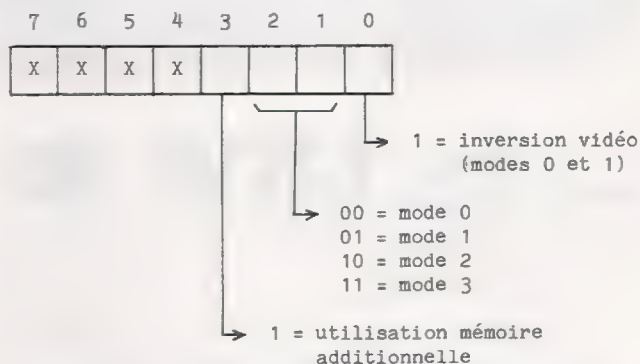 7 6 5 4 3 2 1 0
X X X X
1 = inversion vidéo
(modes 0 et 1)
00 = mode 0
01 = mode 1
10 = mode 2
11 = mode 3
1 = utilisation mémoire
additionnelle